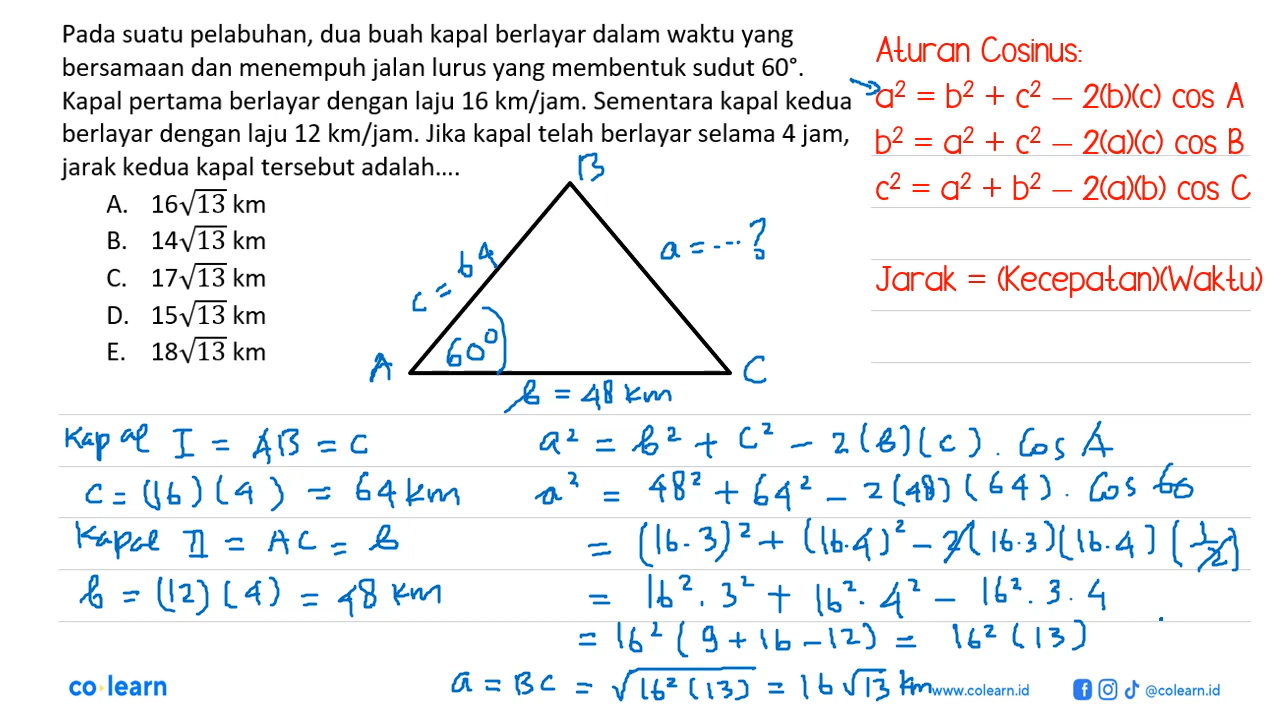 Pada suatu pelabuhan, dua buah kapal berlayar dalam waktu yang
bersamaan dan menempuh jalan lurus yang membentuk sudut 60°.
Kapal pertama berlayar dengan laju 16 km/jam. Sementara kapal kedua
berlayar dengan laju 12 km/jam. Jika kapal telah berlayar selama 4 jam,
jarak kedua kapal tersebut adalah....
A. 16√13 km
B. 14√13 km
C. 17√13 km
D. 15√13 km
E. 18√13 km
Aturan Cosinus:
a² = b² + c² – 2(b)(c) cos A
b² = a² + c² – 2(a)(c) cos B
c² = a² + b² – 2(a)(b) cos C
Jarak = (Kecepatan)(Waktu)
B
c = 64
a = ...?
A
60°
C
b = 48 km
Kapal I = AB = c
c = (16)(4) = 64 km
Kapal II = AC = b
b = (12)(4) = 48 km
a² = b² + c² – 2(b)(c). Cos A
a² = 48² + 64² – 2(48)(64). Cos 60
= (16.3)² + (16.4)² – 2(16.3)(16.4)(1/2)
= 16².3² + 16².4² – 16².3.4
= 16²(9+16–12) = 16²(13)
a = BC = √16²(13) = 16√13 km
co·learn
www.colearn.id
@colearn.id